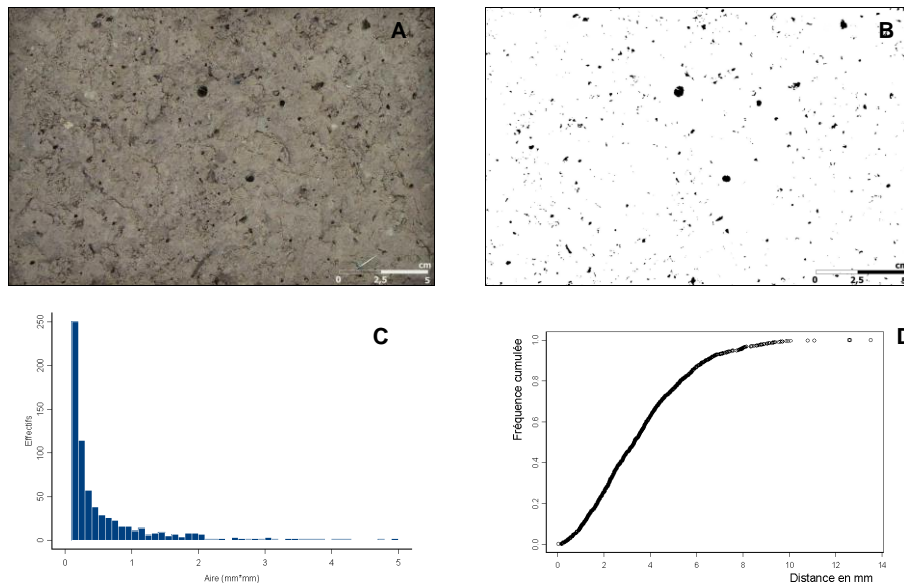 A
cm
0 2,5 5
B
cm
0 2,5 5
C
Effectifs
250
200
150
100
50
0
0 1 2 3 4 5
Aire (mm*mm)
D
Fréquence cumulée
1.0
0.8
0.6
0.4
0.2
0.0
0 2 4 6 8 10 12 14
Distance en mm